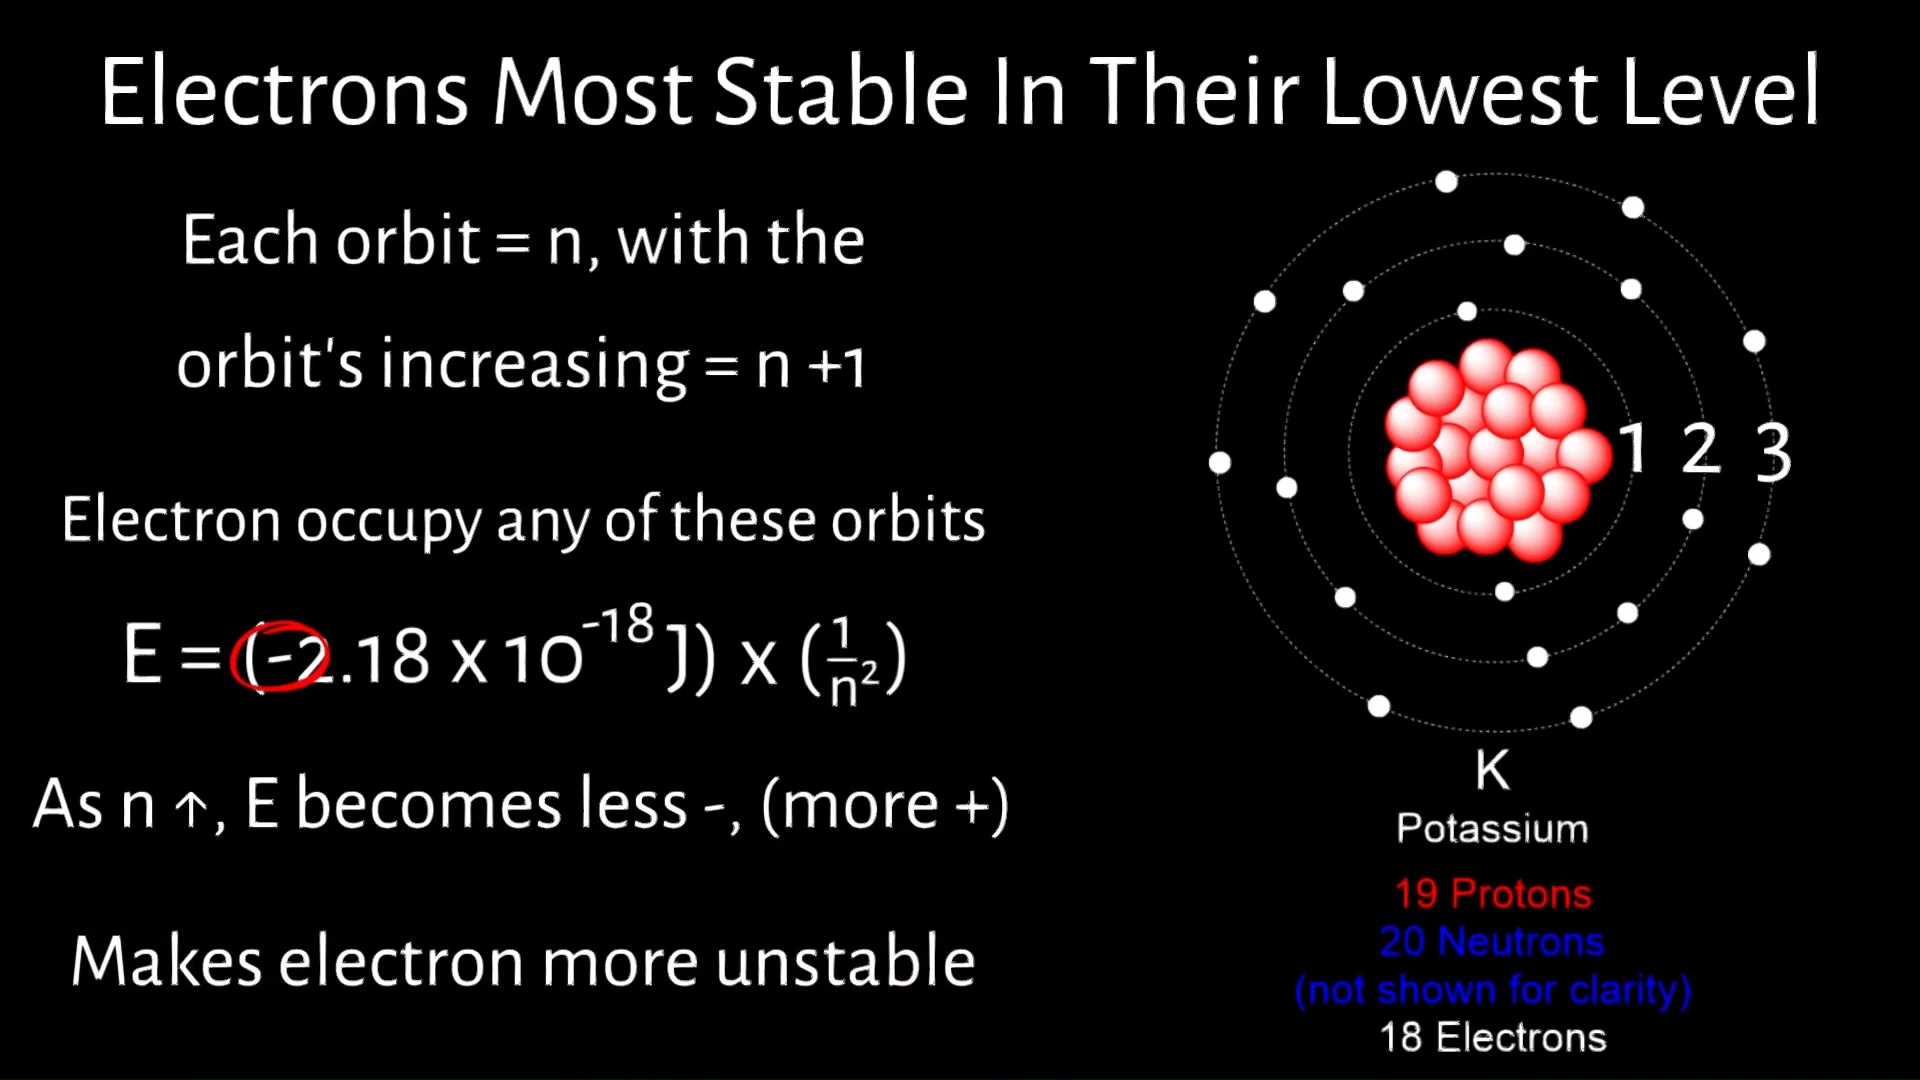 Electrons Most Stable In Their Lowest Level
Each orbit = n, with the
orbit's increasing = n +1
Electron occupy any of these orbits
E = (-2.18 x 10⁻¹⁸ J) x (1/n²)
As n ↑, E becomes less -, (more +)
Makes electron more unstable
1 2 3
K
Potassium
19 Protons
20 Neutrons
(not shown for clarity)
18 Electrons